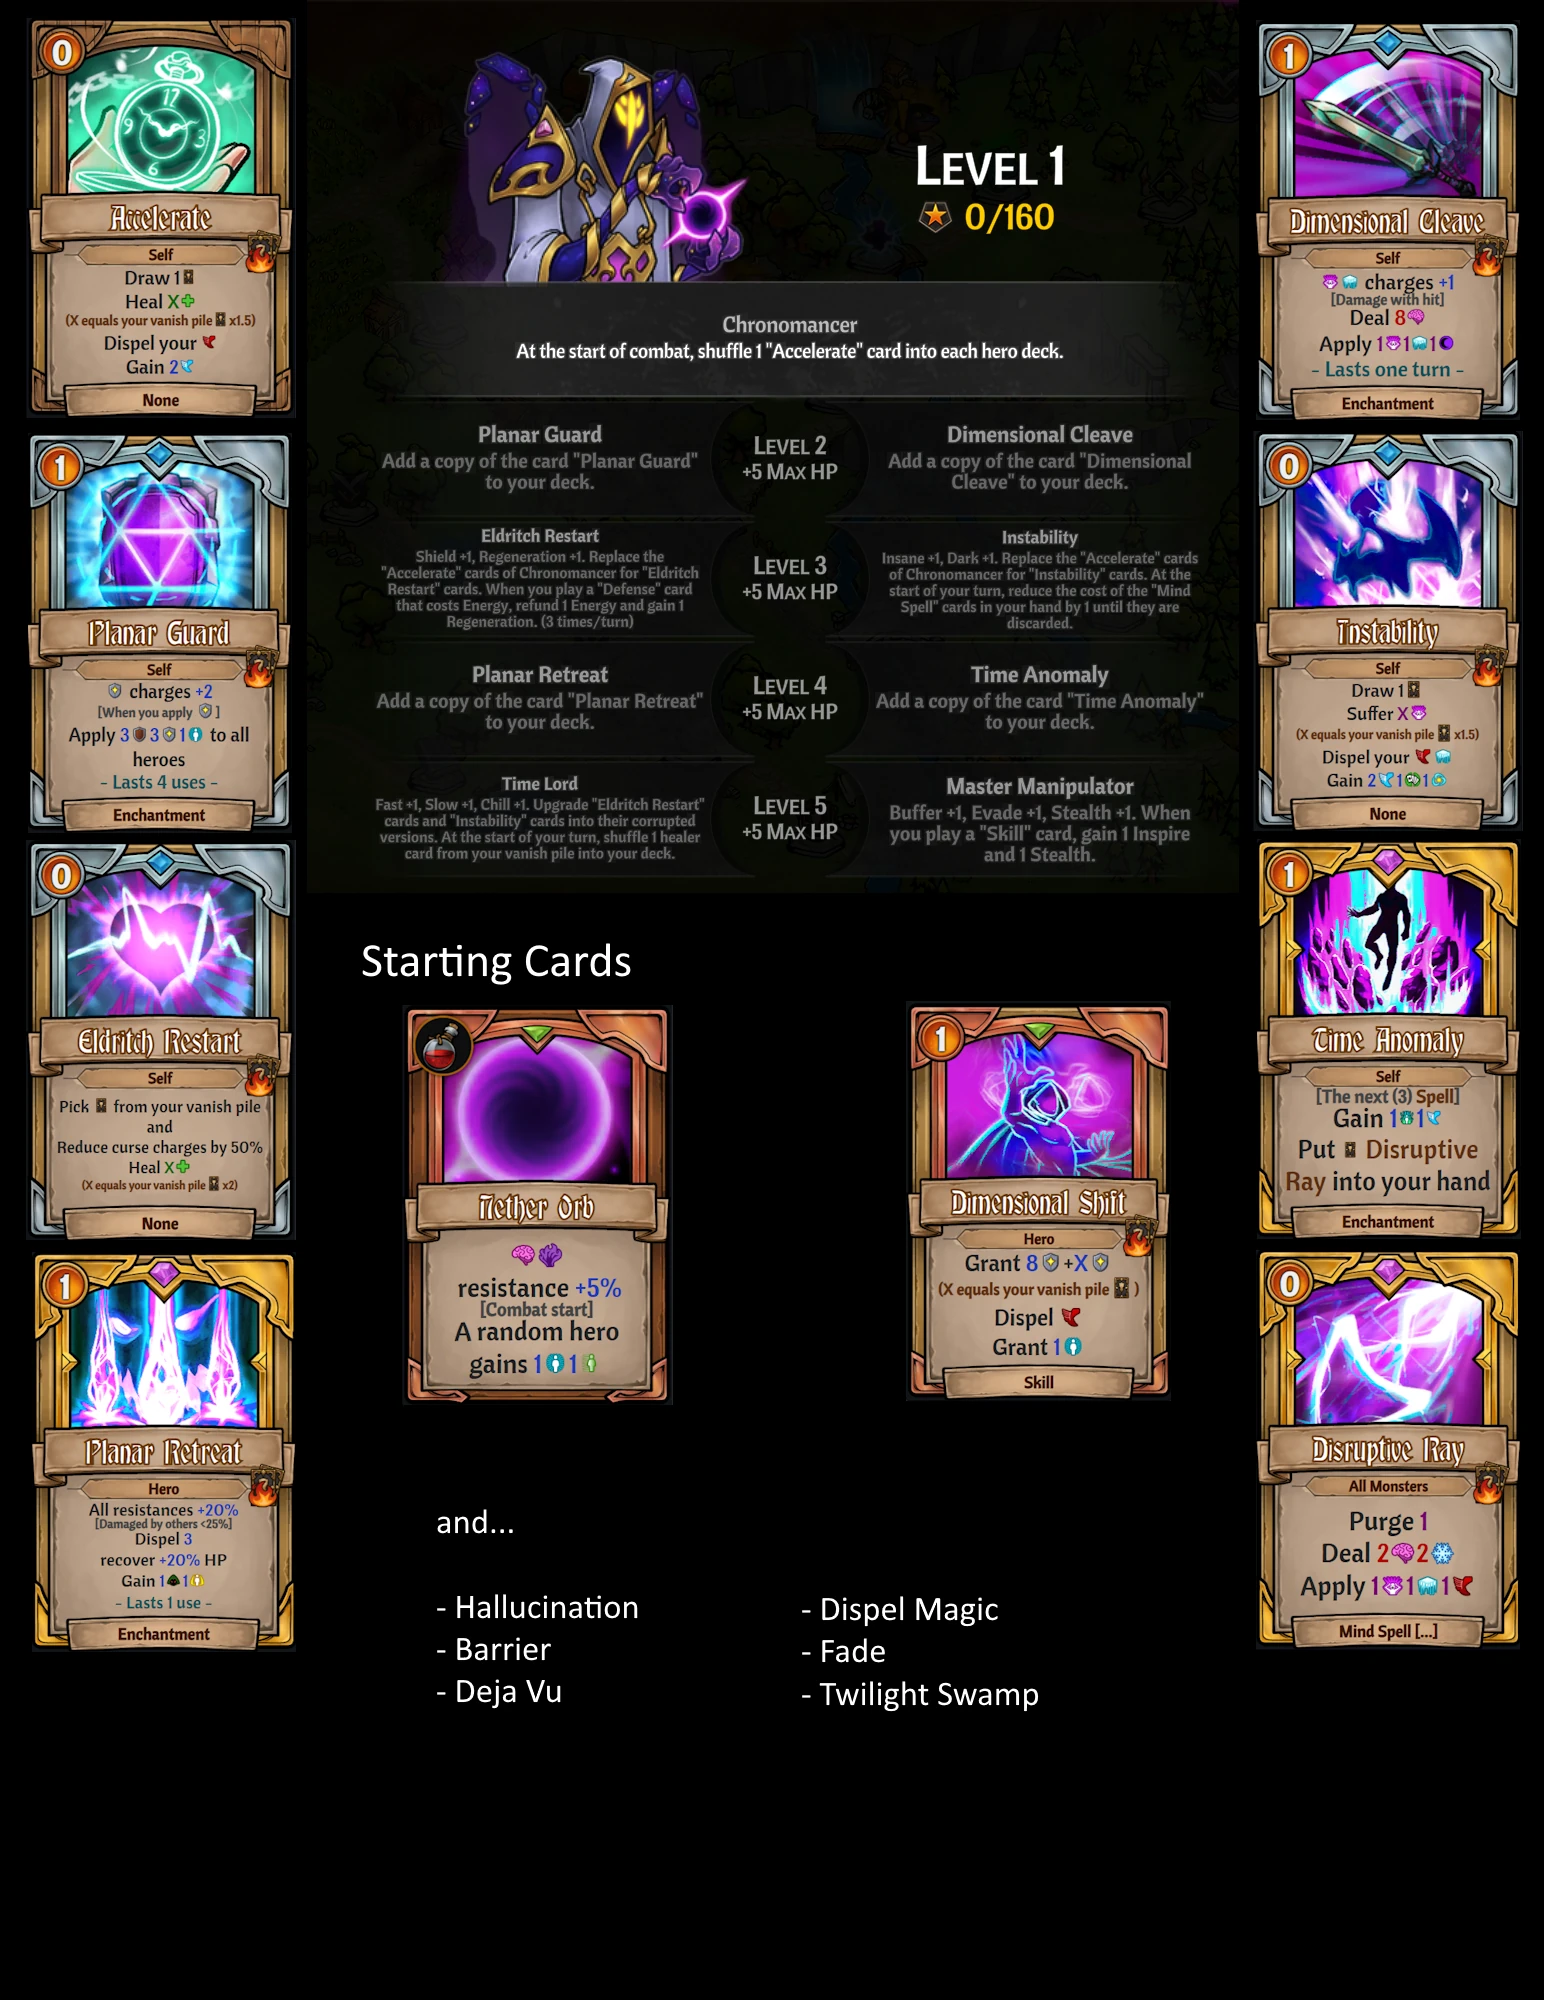 0
12
9
3
6
Accelerate
Self
Draw 1
Heal X
(X equals your vanish pile x1.5)
Dispel your
Gain 2
None
1
Planar Guard
Self
charges +2
[When you apply ]
Apply 3 3 1 to all
heroes
- Lasts 4 uses -
Enchantment
0
Eldritch Restart
Self
Pick from your vanish pile
and
Reduce curse charges by 50%
Heal X
(X equals your vanish pile x2)
None
1
Planar Retreat
Hero
All resistances +20%
[Damaged by others <25%]
Dispel 3
recover +20% HP
Gain 1 1
- Lasts 1 use -
Enchantment
LEVEL 1
0/160
Chronomancer
At the start of combat, shuffle 1 "Accelerate" card into each hero deck.
Planar Guard
Add a copy of the card "Planar Guard"
to your deck.
LEVEL 2
+5 MAX HP
Dimensional Cleave
Add a copy of the card "Dimensional
Cleave" to your deck.
Eldritch Restart
Shield +1, Regeneration +1. Replace the
"Accelerate" cards of Chronomancer for "Eldritch
Restart" cards. When you play a "Defense" card
that costs Energy, refund 1 Energy and gain 1
Regeneration. (3 times/turn)
LEVEL 3
+5 MAX HP
Instability
Insane +1, Dark +1. Replace the "Accelerate" cards
of Chronomancer for "Instability" cards. At the
start of your turn, reduce the cost of the "Mind
Spell" cards in your hand by 1 until they are
discarded.
Planar Retreat
Add a copy of the card "Planar Retreat"
to your deck.
LEVEL 4
+5 MAX HP
Time Anomaly
Add a copy of the card "Time Anomaly"
to your deck.
Time Lord
Fast +1, Slow +1, Chill +1. Upgrade "Eldritch Restart"
cards and "Instability" cards into their corrupted
versions. At the start of your turn, shuffle 1 healer
card from your vanish pile into your deck.
LEVEL 5
+5 MAX HP
Master Manipulator
Buffer +1, Evade +1, Stealth +1. When
you play a "Skill" card, gain 1 Inspire
and 1 Stealth.
Starting Cards
Nether Orb
resistance +5%
[Combat start]
A random hero
gains 1 1
1
Dimensional Shift
Hero
Grant 8 +X
(X equals your vanish pile )
Dispel
Grant 1
Skill
and...
- Hallucination
- Barrier
- Deja Vu
- Dispel Magic
- Fade
- Twilight Swamp
1
Dimensional Cleave
Self
charges +1
[Damage with hit]
Deal 8
Apply 1 1 1
- Lasts one turn -
Enchantment
0
Instability
Self
Draw 1
Suffer X
(X equals your vanish pile x1.5)
Dispel your
Gain 2 1 1
None
1
Time Anomaly
Self
[The next (3) Spell]
Gain 1 1
Put Disruptive
Ray into your hand
Enchantment
0
Disruptive Ray
All Monsters
Purge 1
Deal 2 2
Apply 1 1 1
Mind Spell [...]